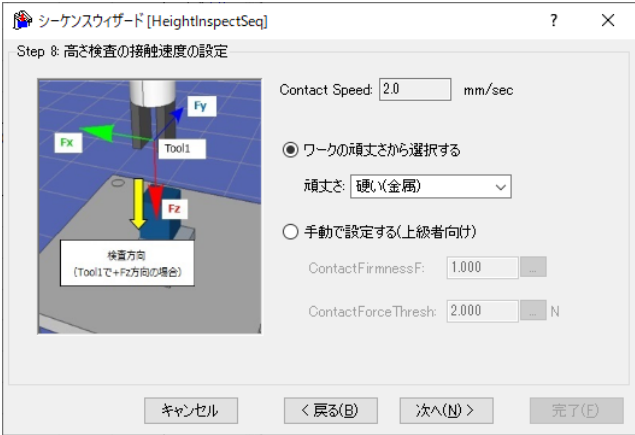 シーケンスウィザード [HeightInspectSeq]
? ×
Step 8: 高さ検査の接触速度の設定
Contact Speed: 2.0 mm/sec
Fy
Fx
Tool1
Fz
検査方向
(Tool1で+Fz方向の場合)
ワークの頑丈さから選択する
頑丈さ: 硬い(金属)
手動で設定する(上級者向け)
ContactFirmnessF: 1.000 ...
ContactForceThresh: 2.000 ... N
キャンセル
< 戻る(B)
次へ(N) >
完了(F)